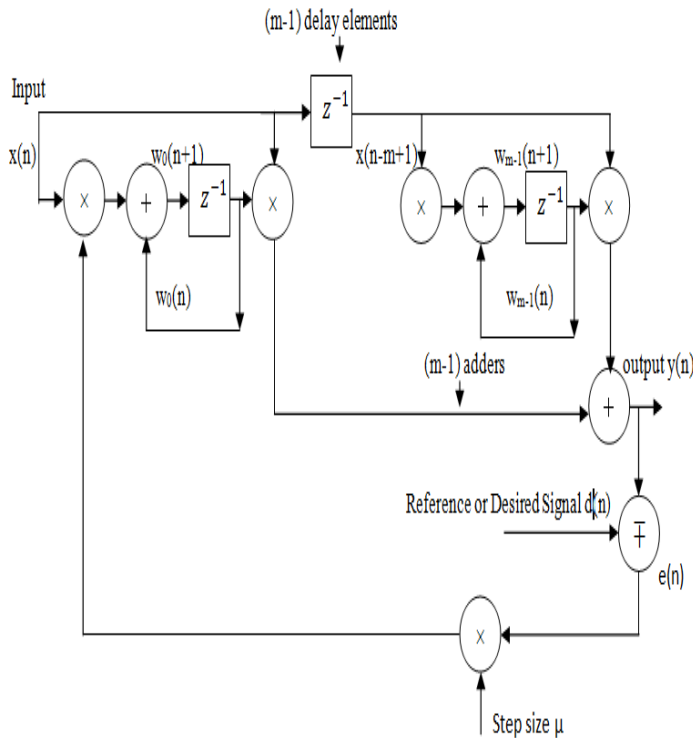 (m-1) delay elements
Input
z⁻¹
x(n)
w₀(n+1)
x(n-m+1)
wₘ₋₁(n+1)
×
+
z⁻¹
×
×
+
z⁻¹
×
w₀(n)
wₘ₋₁(n)
(m-1) adders
output y(n)
+
Reference or Desired Signal d(n)
∓
e(n)
×
Step size μ